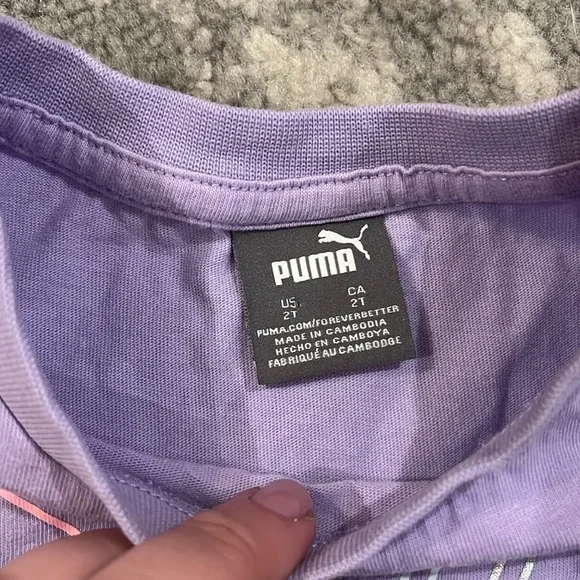 PUMA
US CA
2T 2T
PUMA.COM/FOREVERBETTER
MADE IN CAMBODIA
HECHO EN CAMBOYA
FABRIQUÉ AU CAMBODGE